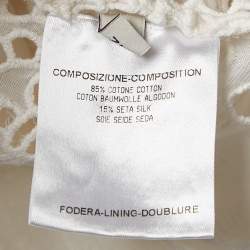 COMPOSIZIONE-COMPOSITION
85% COTONE COTTON
COTON BAUMWOLLE ALGODON
15% SETA SILK
SOIE SEIDE SEDA
FODERA-LINING-DOUBLURE